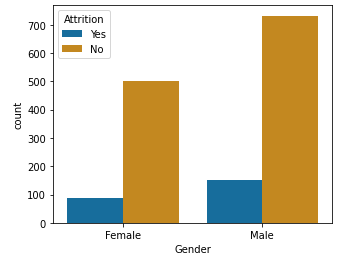 Attrition
Yes
No
700
600
500
400
300
200
100
0
count
Female
Male
Gender